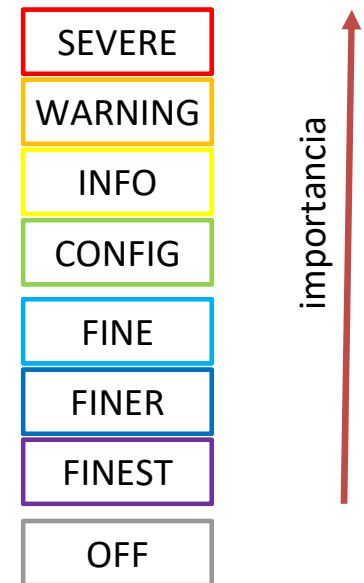 SEVERE
WARNING
INFO
CONFIG
FINE
FINER
FINEST
OFF
importancia